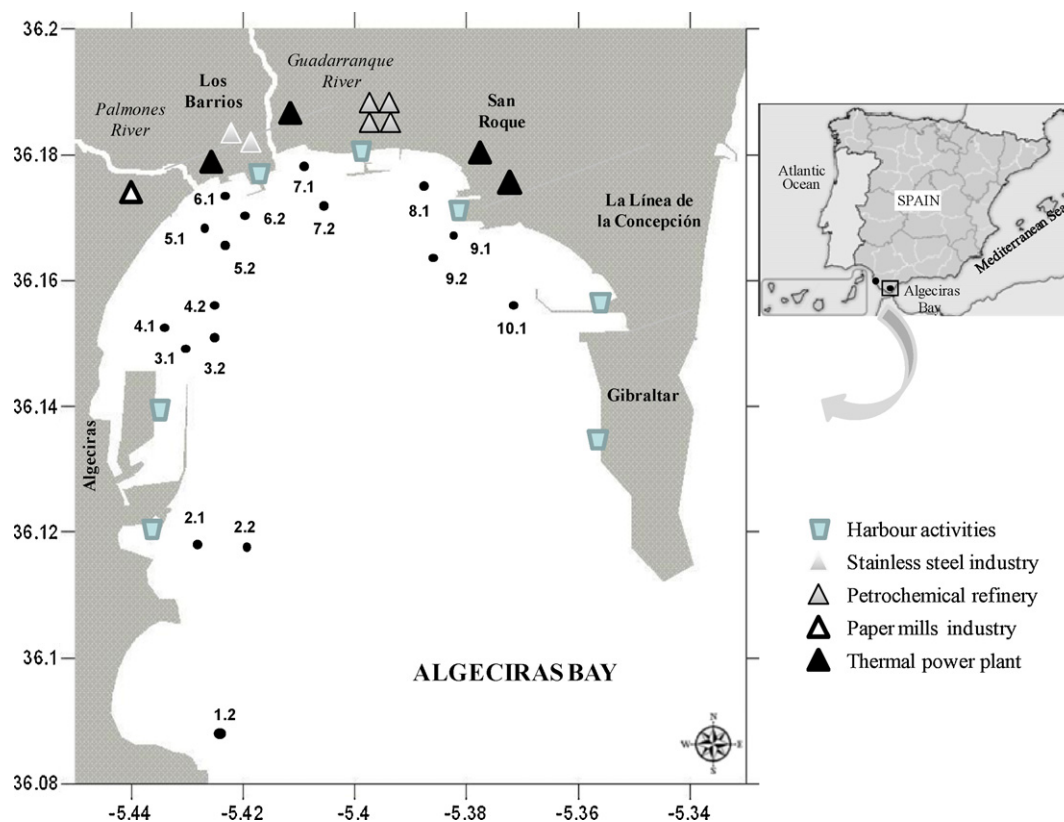 36.2
36.18
36.16
36.14
36.12
36.1
36.08
-5.44
-5.42
-5.4
-5.38
-5.36
-5.34
Palmones
River
Los
Barrios
Guadarranque
River
San
Roque
La Línea de
la Concepción
Gibraltar
Algeciras
6.1
6.2
7.1
7.2
8.1
9.1
9.2
10.1
5.1
5.2
4.2
4.1
3.1
3.2
2.1
2.2
1.2
ALGECIRAS BAY
N
W
E
S
Atlantic
Ocean
SPAIN
Mediterranean Sea
Algeciras
Bay
Harbour activities
Stainless steel industry
Petrochemical refinery
Paper mills industry
Thermal power plant